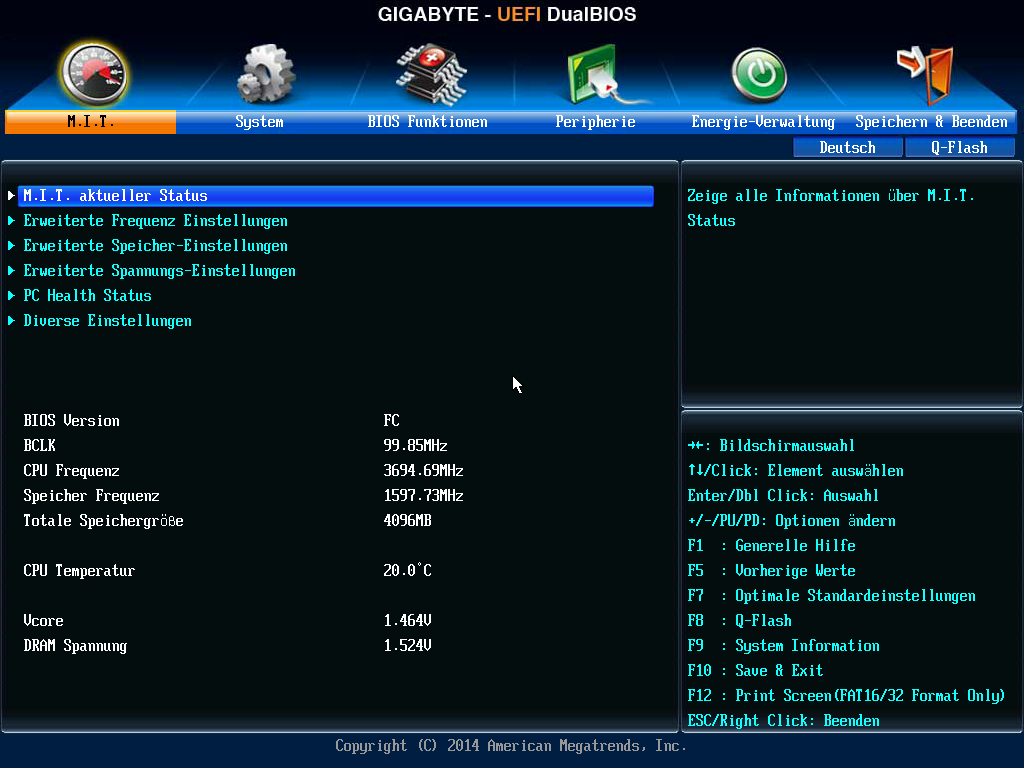 GIGABYTE - UEFI DualBIOS
M.I.T. System BIOS Funktionen Peripherie Energie-Verwaltung Speichern & Beenden
Deutsch Q-Flash
M.I.T. aktueller Status
Erweiterte Frequenz Einstellungen
Erweiterte Speicher-Einstellungen
Erweiterte Spannungs-Einstellungen
PC Health Status
Diverse Einstellungen
BIOS Version FC
BCLK 99.85MHz
CPU Frequenz 3694.69MHz
Speicher Frequenz 1597.73MHz
Totale Speichergröße 4096MB
CPU Temperatur 20.0°C
Vcore 1.464V
DRAM Spannung 1.524V
Zeige alle Informationen über M.I.T.
Status
→←: Bildschirmauswahl
↑↓/Click: Element auswählen
Enter/Dbl Click: Auswahl
+/-/PU/PD: Optionen ändern
F1 : Generelle Hilfe
F5 : Vorherige Werte
F7 : Optimale Standardeinstellungen
F8 : Q-Flash
F9 : System Information
F10 : Save & Exit
F12 : Print Screen(FAT16/32 Format Only)
ESC/Right Click: Beenden
Copyright (C) 2014 American Megatrends, Inc.